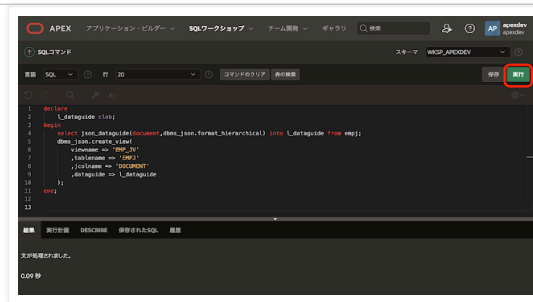 APEX アプリケーション・ビルダー SQLワークショップ チーム開発 ギャラリ 検索 AP apexdev
apexdev
SQLコマンド スキーマ WKSP_APEXDEV
言語 SQL 行 20 コマンドのクリア 表の検索 保存 実行
1 declare
2 l_dataguide clob;
3 begin
4 select json_dataguide(document,dbms_json.format_hierarchical) into l_dataguide from empj;
5 dbms_json.create_view(
6 viewname => 'EMP_JV'
7 ,tablename => 'EMPJ'
8 ,jcolname => 'DOCUMENT'
9 ,dataguide => l_dataguide
10 );
11 end;
12
13
結果 実行計画 DESCRIBE 保存されたSQL 履歴
文が処理されました。
0.09 秒